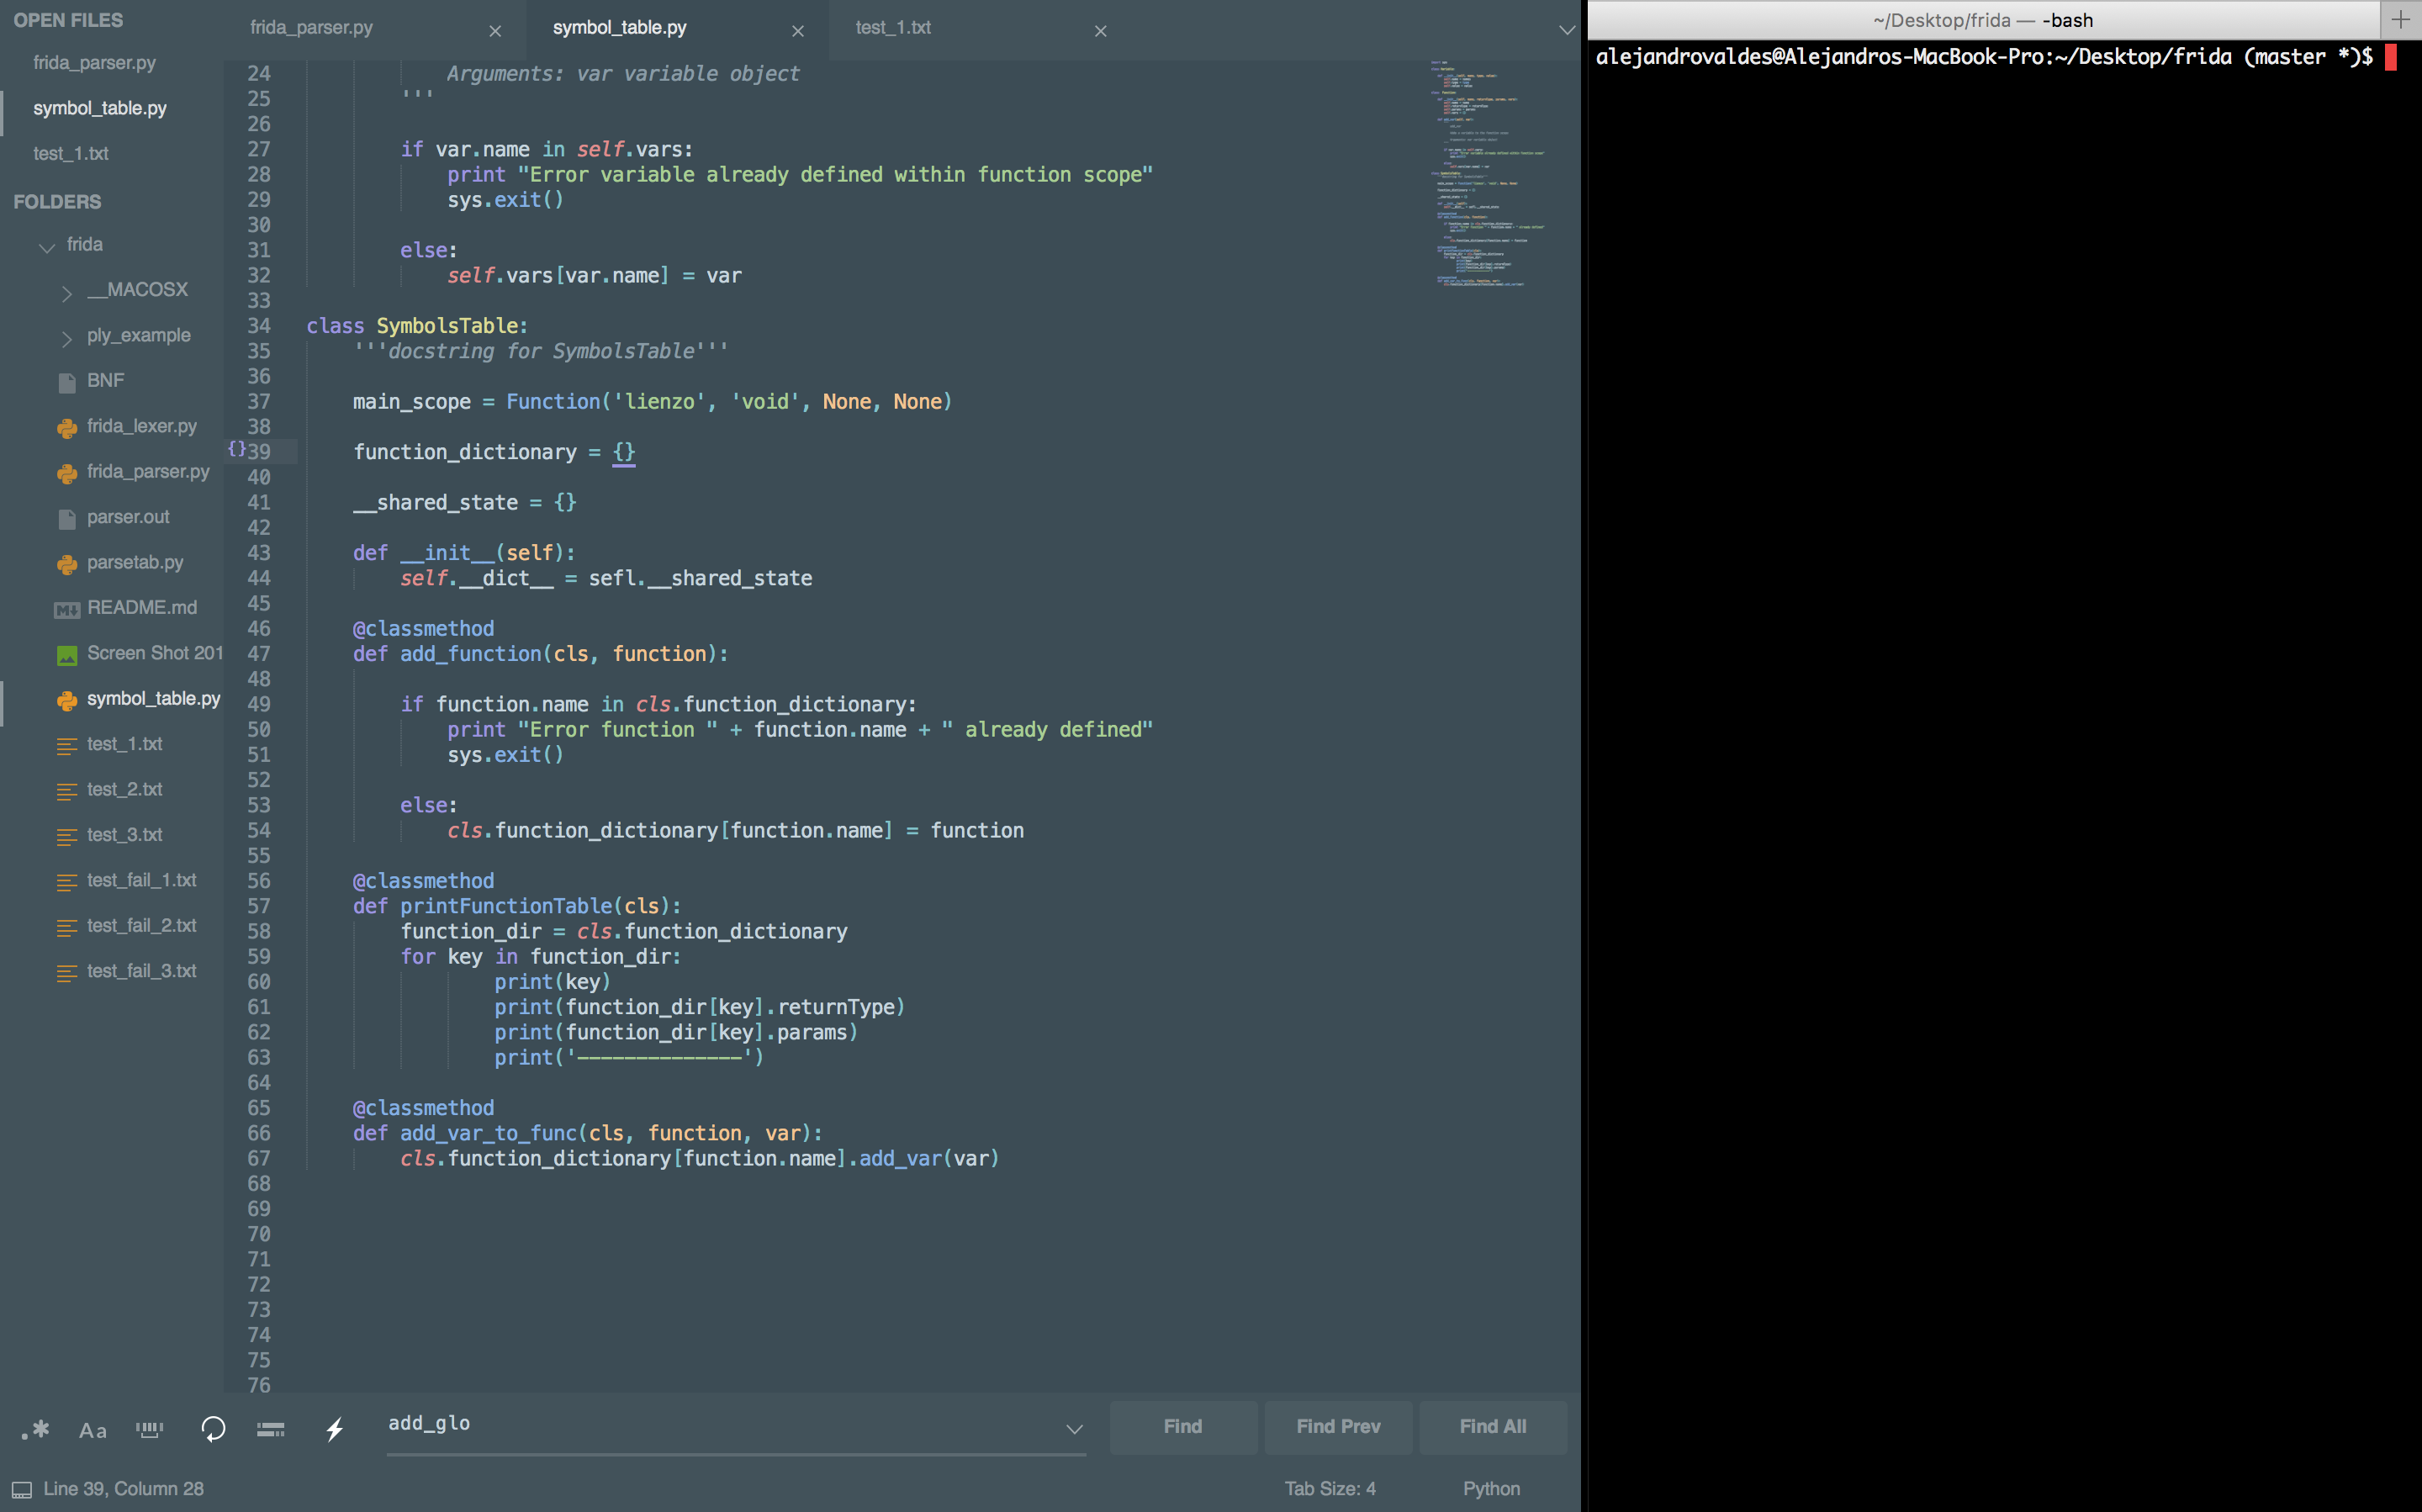 OPEN FILES
frida_parser.py
symbol_table.py
test_1.txt
FOLDERS
frida
__MACOSX
ply_example
BNF
frida_lexer.py
frida_parser.py
parser.out
parsetab.py
README.md
Screen Shot 201
symbol_table.py
test_1.txt
test_2.txt
test_3.txt
test_fail_1.txt
test_fail_2.txt
test_fail_3.txt
frida_parser.py × symbol_table.py × test_1.txt ×
24 Arguments: var variable object
25 '''
26
27 if var.name in self.vars:
28 print "Error variable already defined within function scope"
29 sys.exit()
30
31 else:
32 self.vars[var.name] = var
33
34 class SymbolsTable:
35 '''docstring for SymbolsTable'''
36
37 main_scope = Function('lienzo', 'void', None, None)
38
{}39 function_dictionary = {}
40
41 __shared_state = {}
42
43 def __init__(self):
44 self.__dict__ = sefl.__shared_state
45
46 @classmethod
47 def add_function(cls, function):
48
49 if function.name in cls.function_dictionary:
50 print "Error function " + function.name + " already defined"
51 sys.exit()
52
53 else:
54 cls.function_dictionary[function.name] = function
55
56 @classmethod
57 def printFunctionTable(cls):
58 function_dir = cls.function_dictionary
59 for key in function_dir:
60 print(key)
61 print(function_dir[key].returnType)
62 print(function_dir[key].params)
63 print('--------------')
64
65 @classmethod
66 def add_var_to_func(cls, function, var):
67 cls.function_dictionary[function.name].add_var(var)
68
69
70
71
72
73
74
75
76
.* Aa add_glo Find Find Prev Find All
Line 39, Column 28 Tab Size: 4 Python
~/Desktop/frida — -bash +
alejandrovaldes@Alejandros-MacBook-Pro:~/Desktop/frida (master *)$